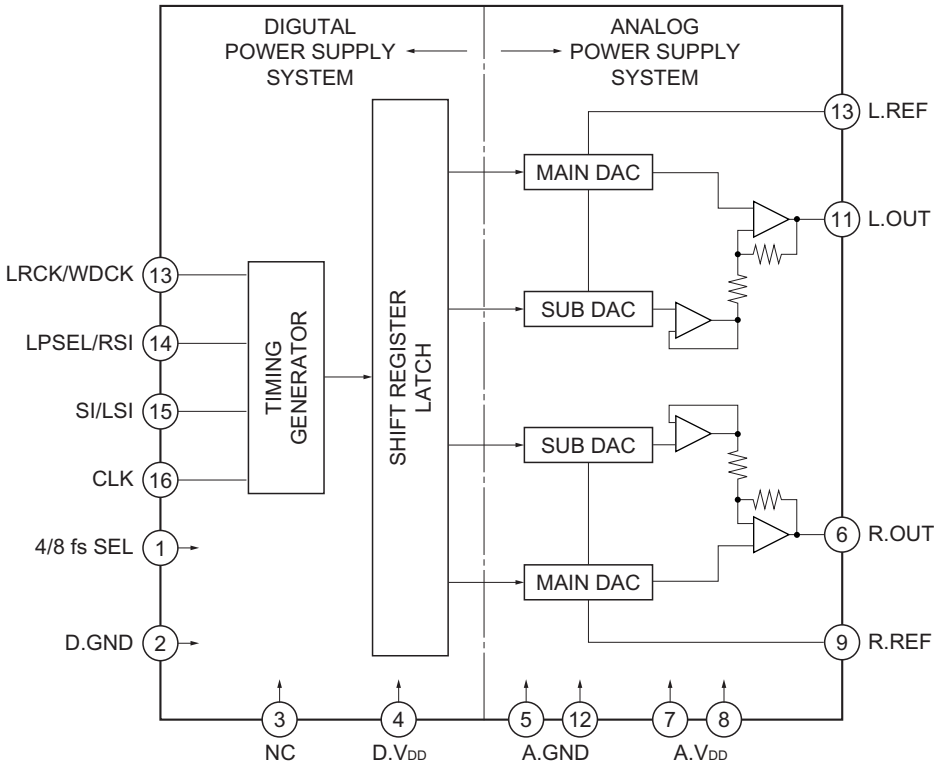 DIGUTAL
POWER SUPPLY
SYSTEM
ANALOG
POWER SUPPLY
SYSTEM
13 L.REF
MAIN DAC
11 L.OUT
LRCK/WDCK 13
LPSEL/RSI 14
SI/LSI 15
CLK 16
4/8 fs SEL 1
D.GND 2
TIMING
GENERATOR
SHIFT REGISTER
LATCH
SUB DAC
SUB DAC
6 R.OUT
MAIN DAC
9 R.REF
3
NC
4
D.VDD
5 12
A.GND
7 8
A.VDD